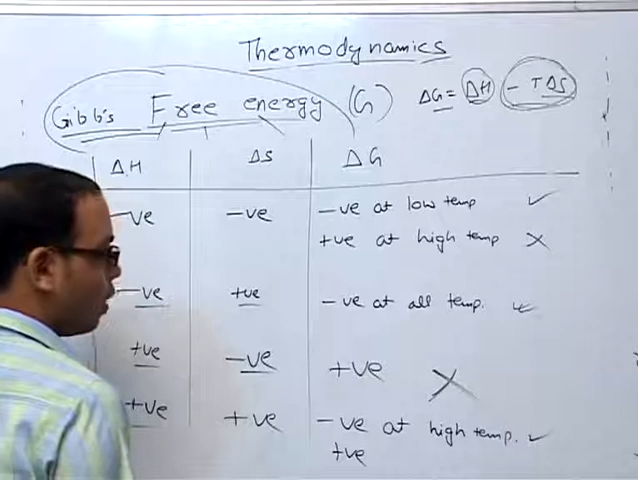 Thermodynamics
Gibb's Free energy (G) ΔG = ΔH - TΔS
ΔH ΔS ΔG
-ve -ve -ve at low temp ✓
+ve at high temp ✗
-ve +ve -ve at all temp. ✓
+ve -ve +ve ✗
+ve +ve -ve at high temp. ✓
+ve